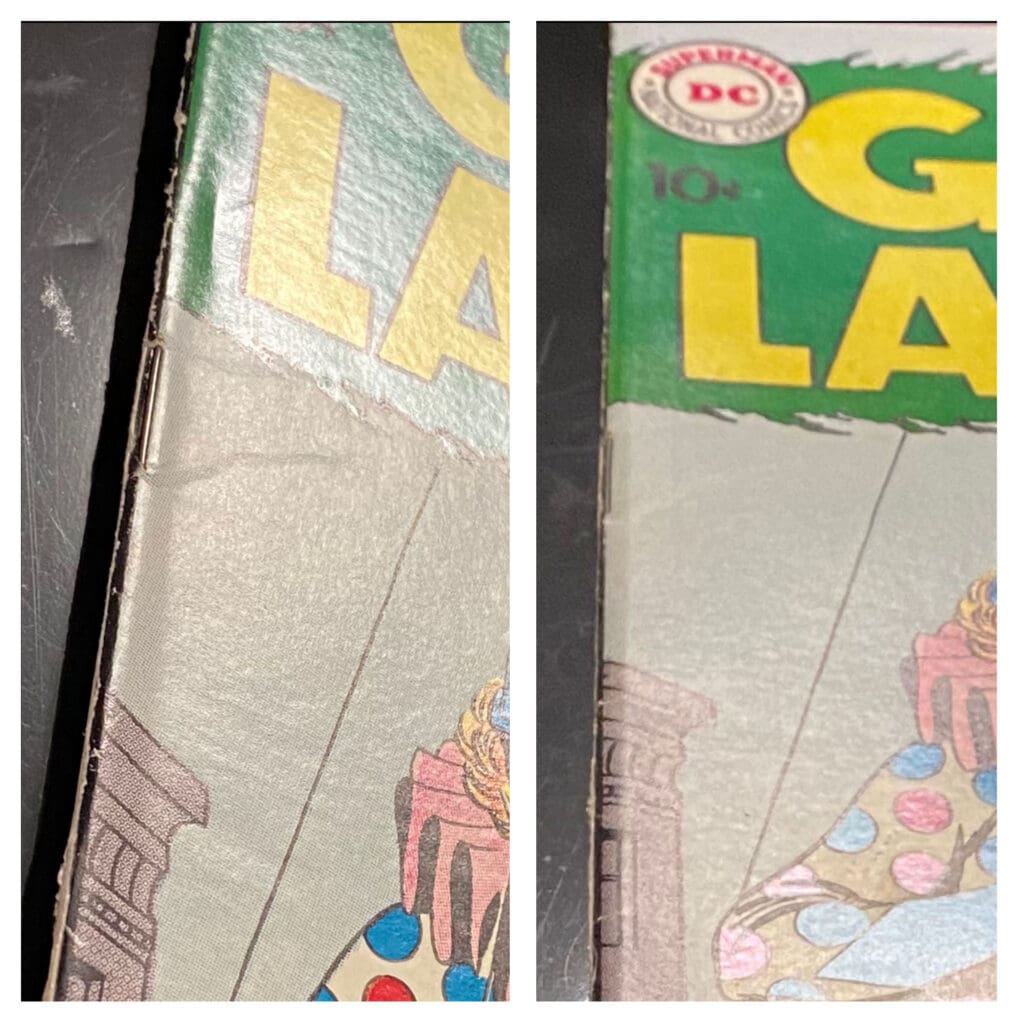 G
LA
SUPERMAN
DC
NATIONAL COMICS
10¢
G
LA